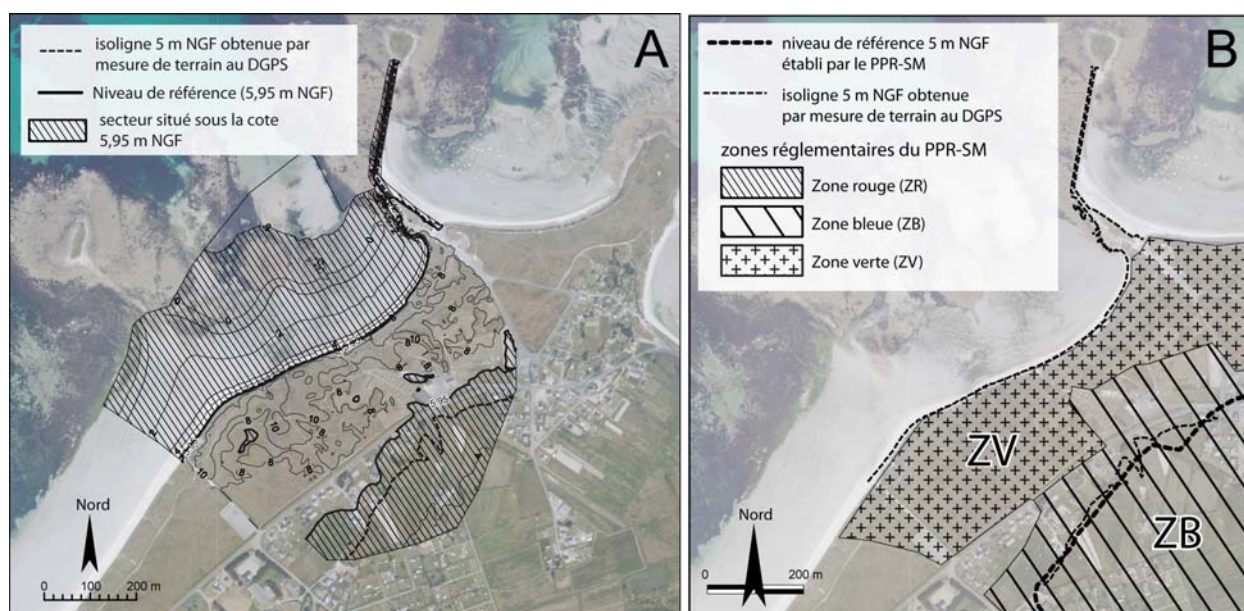 isoligne 5 m NGF obtenue par
mesure de terrain au DGPS
Niveau de référence (5,95 m NGF)
secteur situé sous la cote
5,95 m NGF
A
5,95
Nord
0 100 200 m
niveau de référence 5 m NGF
établi par le PPR-SM
isoligne 5 m NGF obtenue
par mesure de terrain au DGPS
zones réglementaires du PPR-SM
Zone rouge (ZR)
Zone bleue (ZB)
Zone verte (ZV)
B
ZV
ZB
Nord
0 200 m